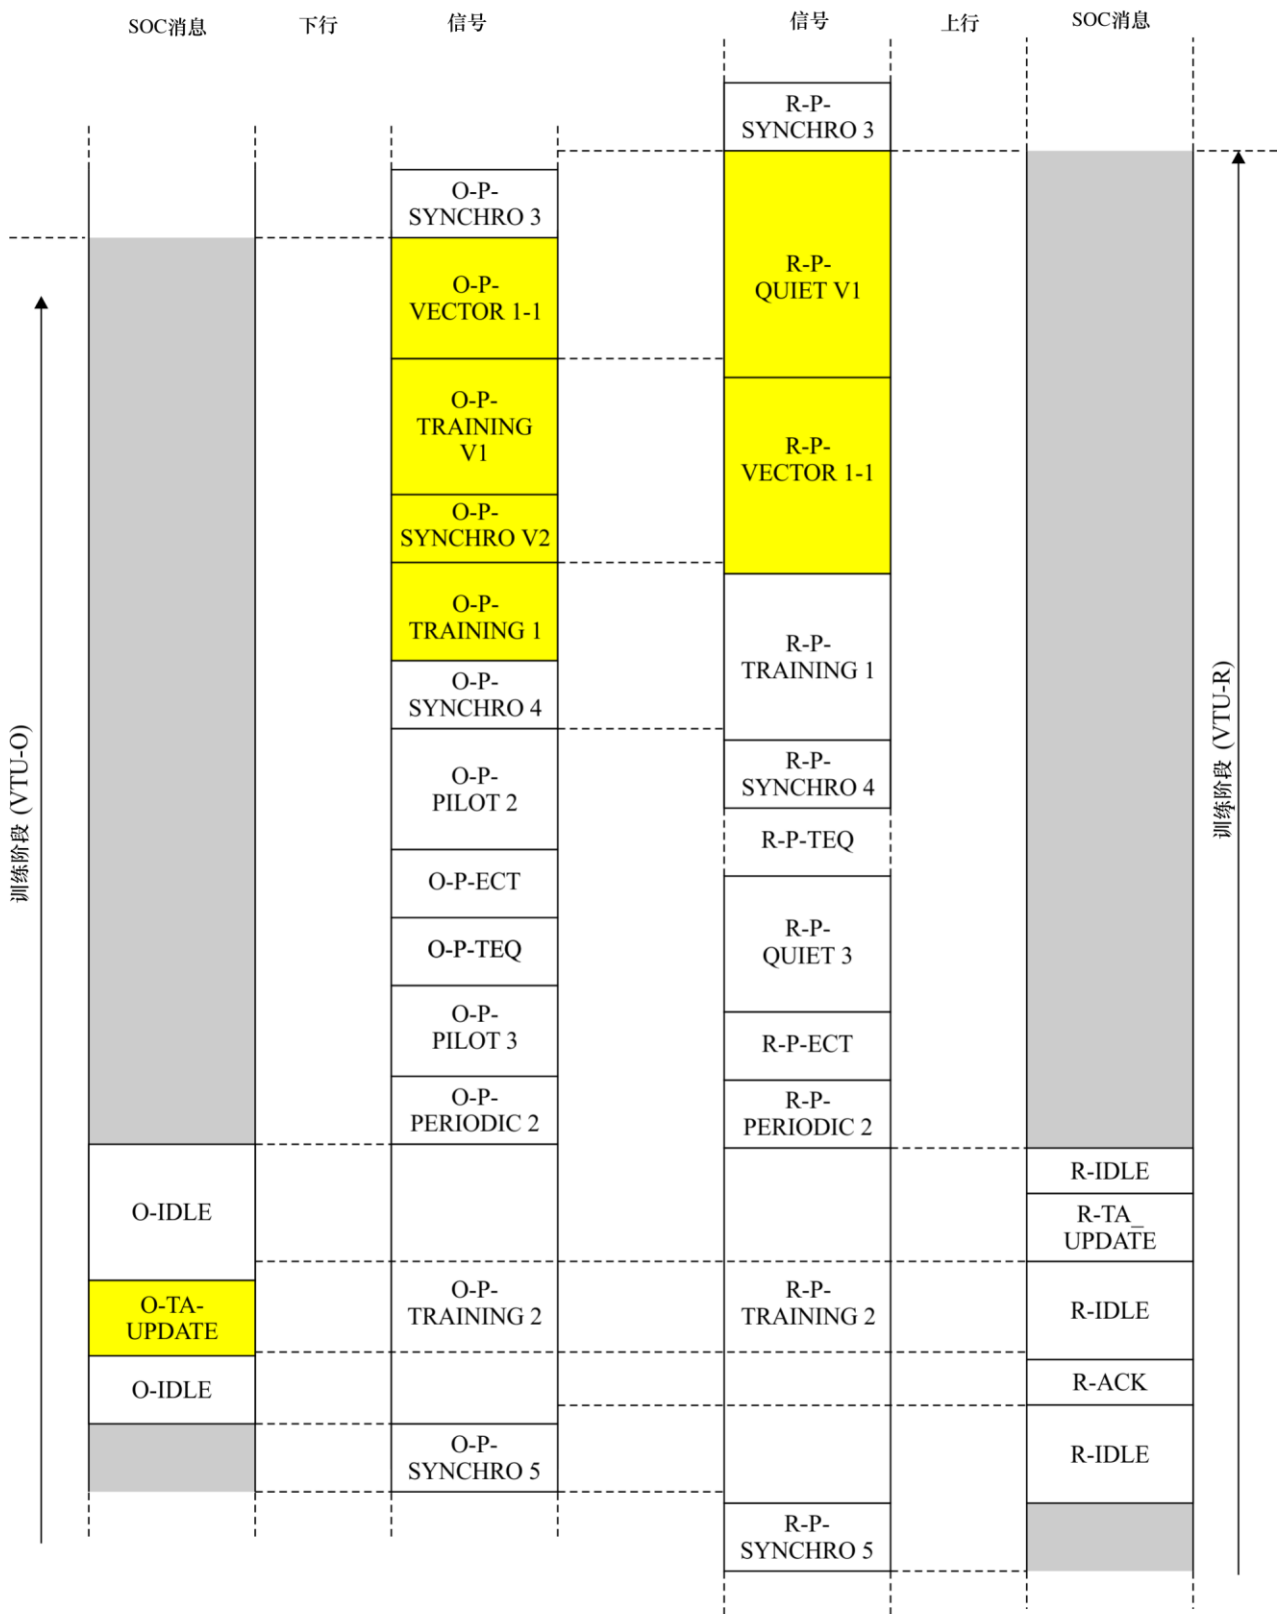 SOC消息
下行
信号
信号
上行
SOC消息
R-P-
SYNCHRO 3
O-P-
SYNCHRO 3
O-P-
VECTOR 1-1
R-P-
QUIET V1
O-P-
TRAINING
V1
R-P-
VECTOR 1-1
O-P-
SYNCHRO V2
O-P-
TRAINING 1
R-P-
TRAINING 1
O-P-
SYNCHRO 4
训练阶段 (VTU-O)
训练阶段 (VTU-R)
O-P-
PILOT 2
R-P-
SYNCHRO 4
R-P-TEQ
O-P-ECT
O-P-TEQ
R-P-
QUIET 3
O-P-
PILOT 3
R-P-ECT
O-P-
PERIODIC 2
R-P-
PERIODIC 2
O-IDLE
R-IDLE
R-TA_
UPDATE
O-TA-
UPDATE
O-P-
TRAINING 2
R-P-
TRAINING 2
R-IDLE
O-IDLE
R-ACK
O-P-
SYNCHRO 5
R-IDLE
R-P-
SYNCHRO 5